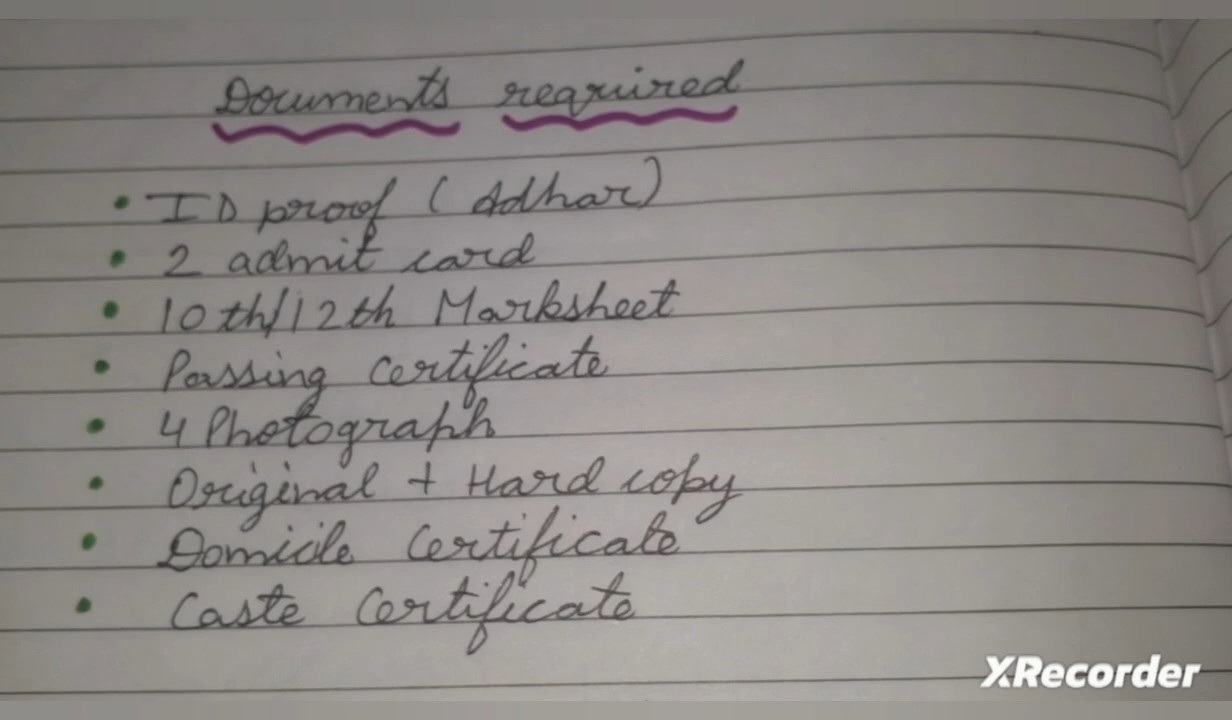 Documents required
• ID proof (Adhar)
• 2 admit card
• 10th/12th Marksheet
• Passing Certificate
• 4 Photograph
• Original + Hard copy
• Domicile Certificate
• Caste Certificate
XRecorder